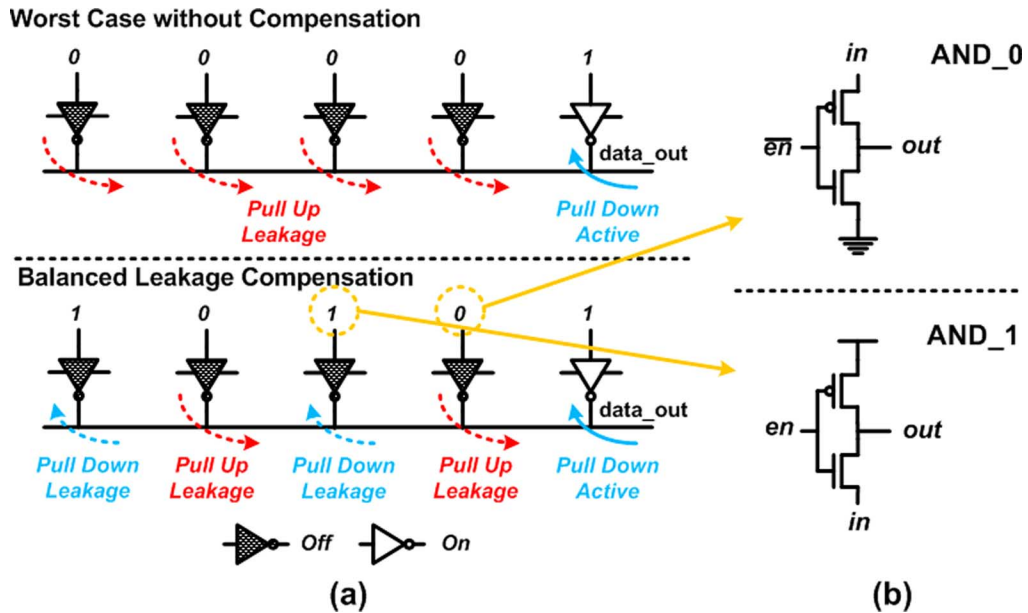 Worst Case without Compensation
0 0 0 0 1
data_out
Pull Up
Leakage
Pull Down
Active
Balanced Leakage Compensation
1 0 1 0 1
data_out
Pull Down
Leakage
Pull Up
Leakage
Pull Down
Leakage
Pull Up
Leakage
Pull Down
Active
Off
On
(a)
in
AND_0
e̅n̅
out
AND_1
en
out
in
(b)